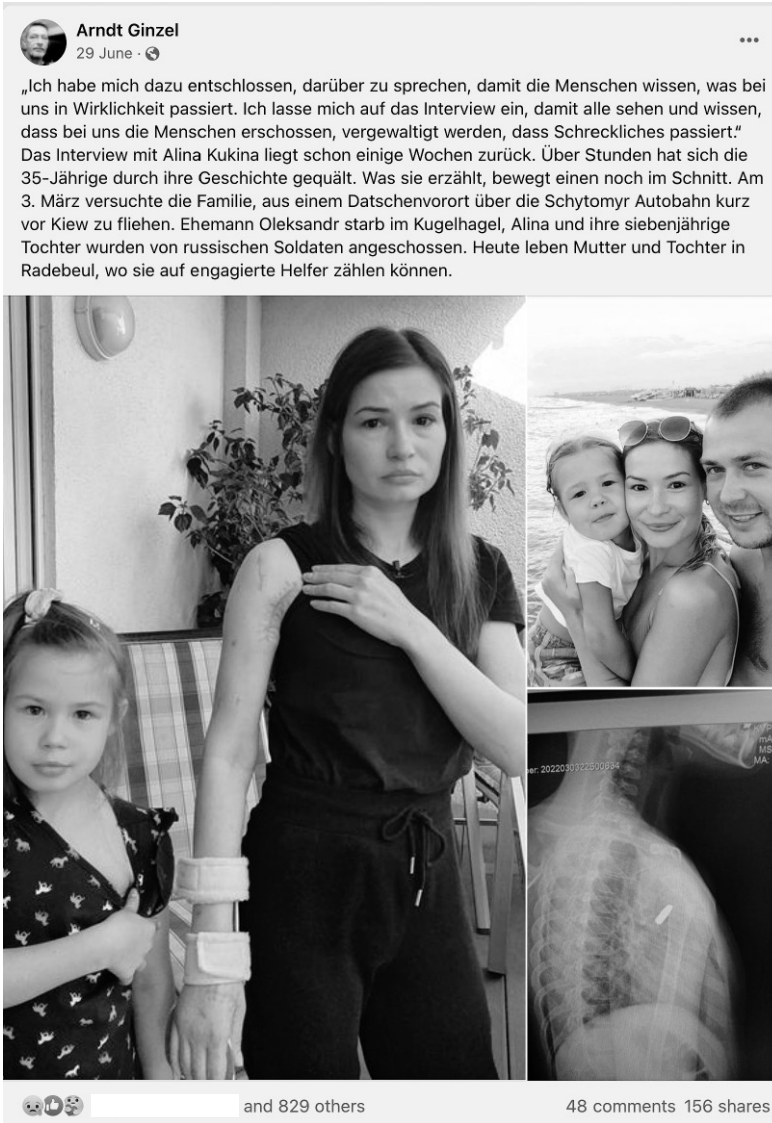 Arndt Ginzel
29 June ·
„Ich habe mich dazu entschlossen, darüber zu sprechen, damit die Menschen wissen, was bei
uns in Wirklichkeit passiert. Ich lasse mich auf das Interview ein, damit alle sehen und wissen,
dass bei uns die Menschen erschossen, vergewaltigt werden, dass Schreckliches passiert.“
Das Interview mit Alina Kukina liegt schon einige Wochen zurück. Über Stunden hat sich die
35-Jährige durch ihre Geschichte gequält. Was sie erzählt, bewegt einen noch im Schnitt. Am
3. März versuchte die Familie, aus einem Datschenvorort über die Schytomyr Autobahn kurz
vor Kiew zu fliehen. Ehemann Oleksandr starb im Kugelhagel, Alina und ihre siebenjährige
Tochter wurden von russischen Soldaten angeschossen. Heute leben Mutter und Tochter in
Radebeul, wo sie auf engagierte Helfer zählen können.
mA
MS
MA:
and 829 others
48 comments 156 shares